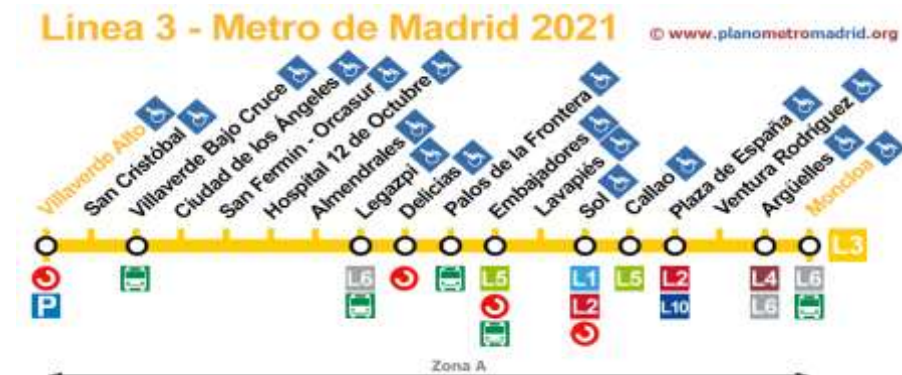 Linea 3 - Metro de Madrid 2021
© www.planometromadrid.org
Villaverde Alto
San Cristóbal
Villaverde Bajo Cruce
Ciudad de los Ángeles
San Fermin - Orcasur
Hospital 12 de Octubre
Almendrales
Legazpi
Delicias
Palos de la Frontera
Embajadores
Lavapiés
Sol
Callao
Plaza de España
Ventura Rodríguez
Argüelles
Moncloa
L3
L6
L5
L1
L5
L2
L4
L6
P
L2
L10
L6
Zona A